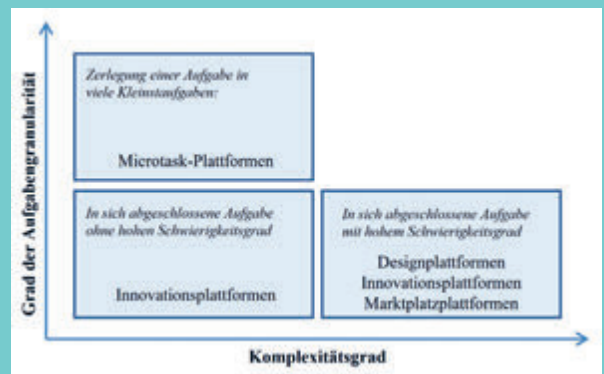 Grad der Aufgabengranularität
Zerlegung einer Aufgabe in
viele Kleinstaufgaben:
Microtask-Plattformen
In sich abgeschlossene Aufgabe
ohne hohen Schwierigkeitsgrad
Innovationsplattformen
In sich abgeschlossene Aufgabe
mit hohem Schwierigkeitsgrad
Designplattformen
Innovationsplattformen
Marktplatzplattformen
Komplexitätsgrad